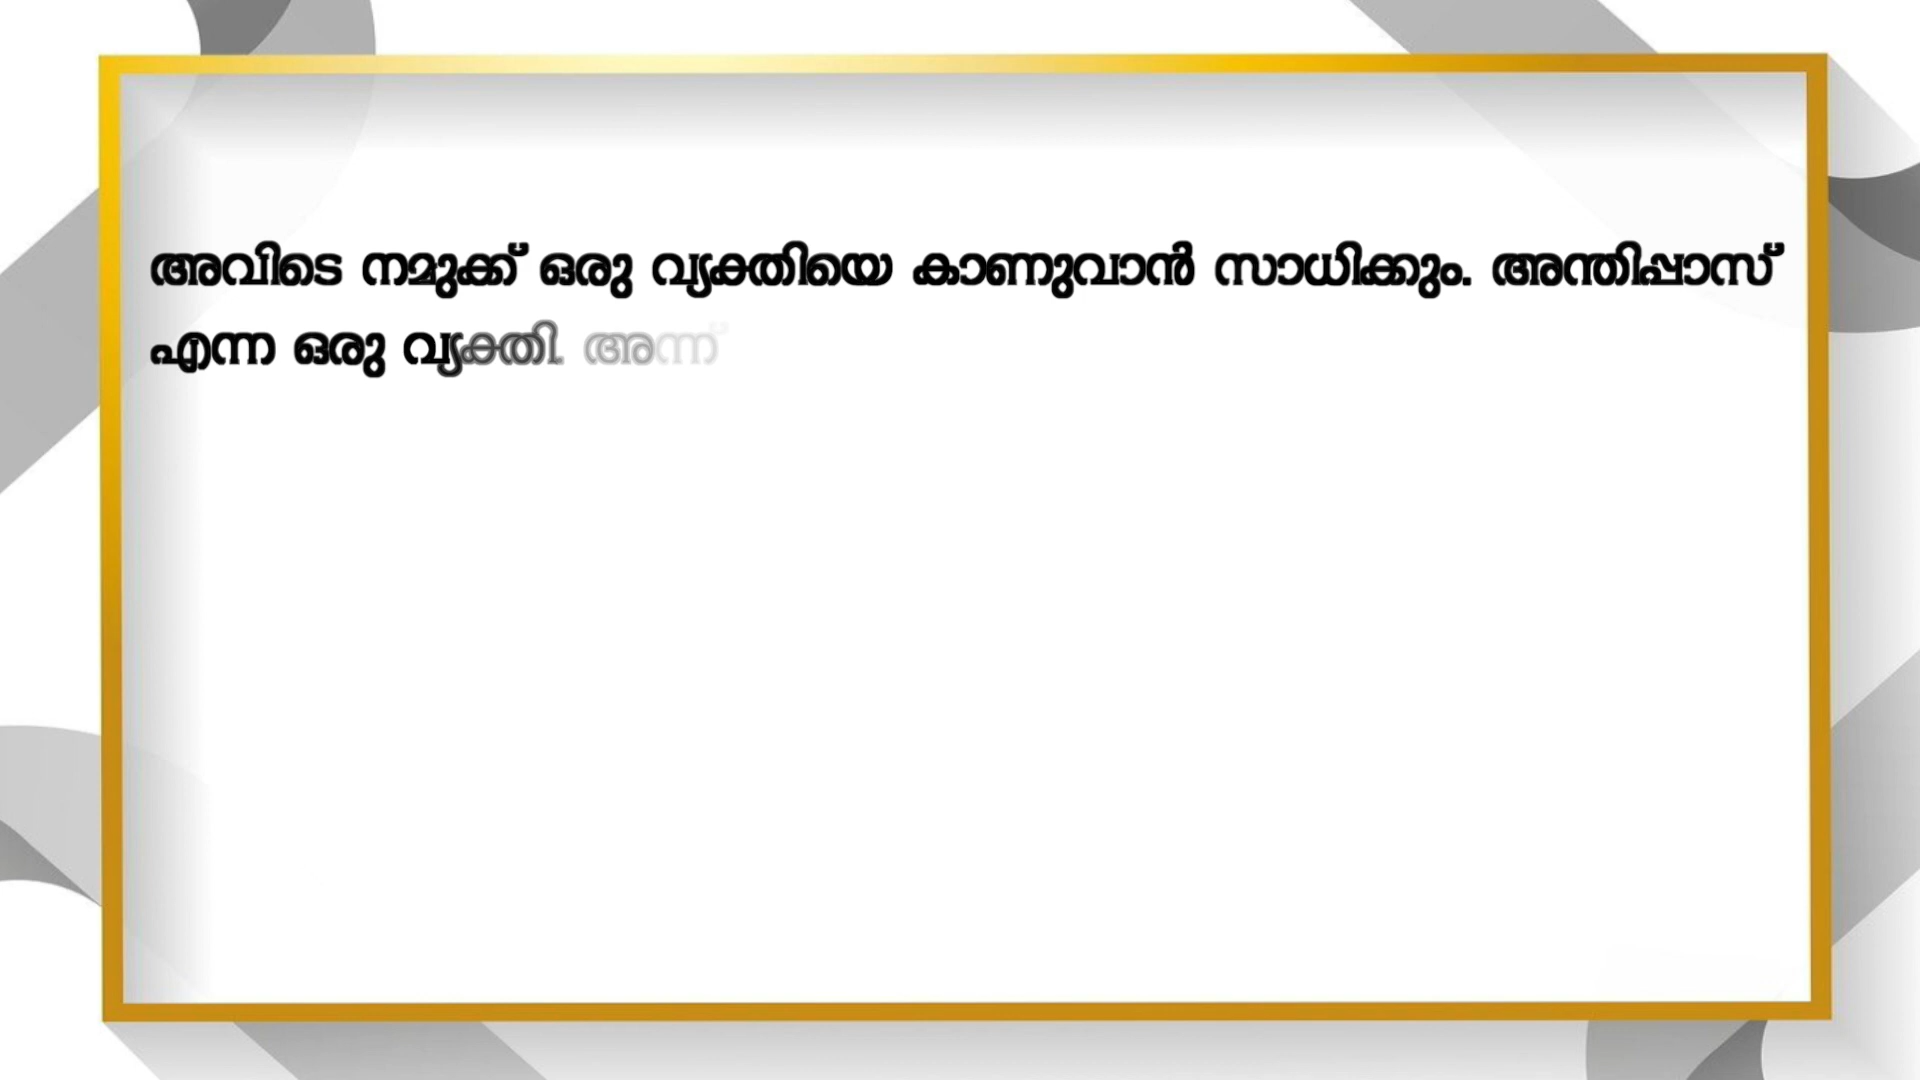 അവിടെ നമുക്ക് ഒരു വ്യക്തിയെ കാണുവാൻ സാധിക്കും. അന്തിപ്പാസ്
എന്ന ഒരു വ്യക്തി. അന്ന്